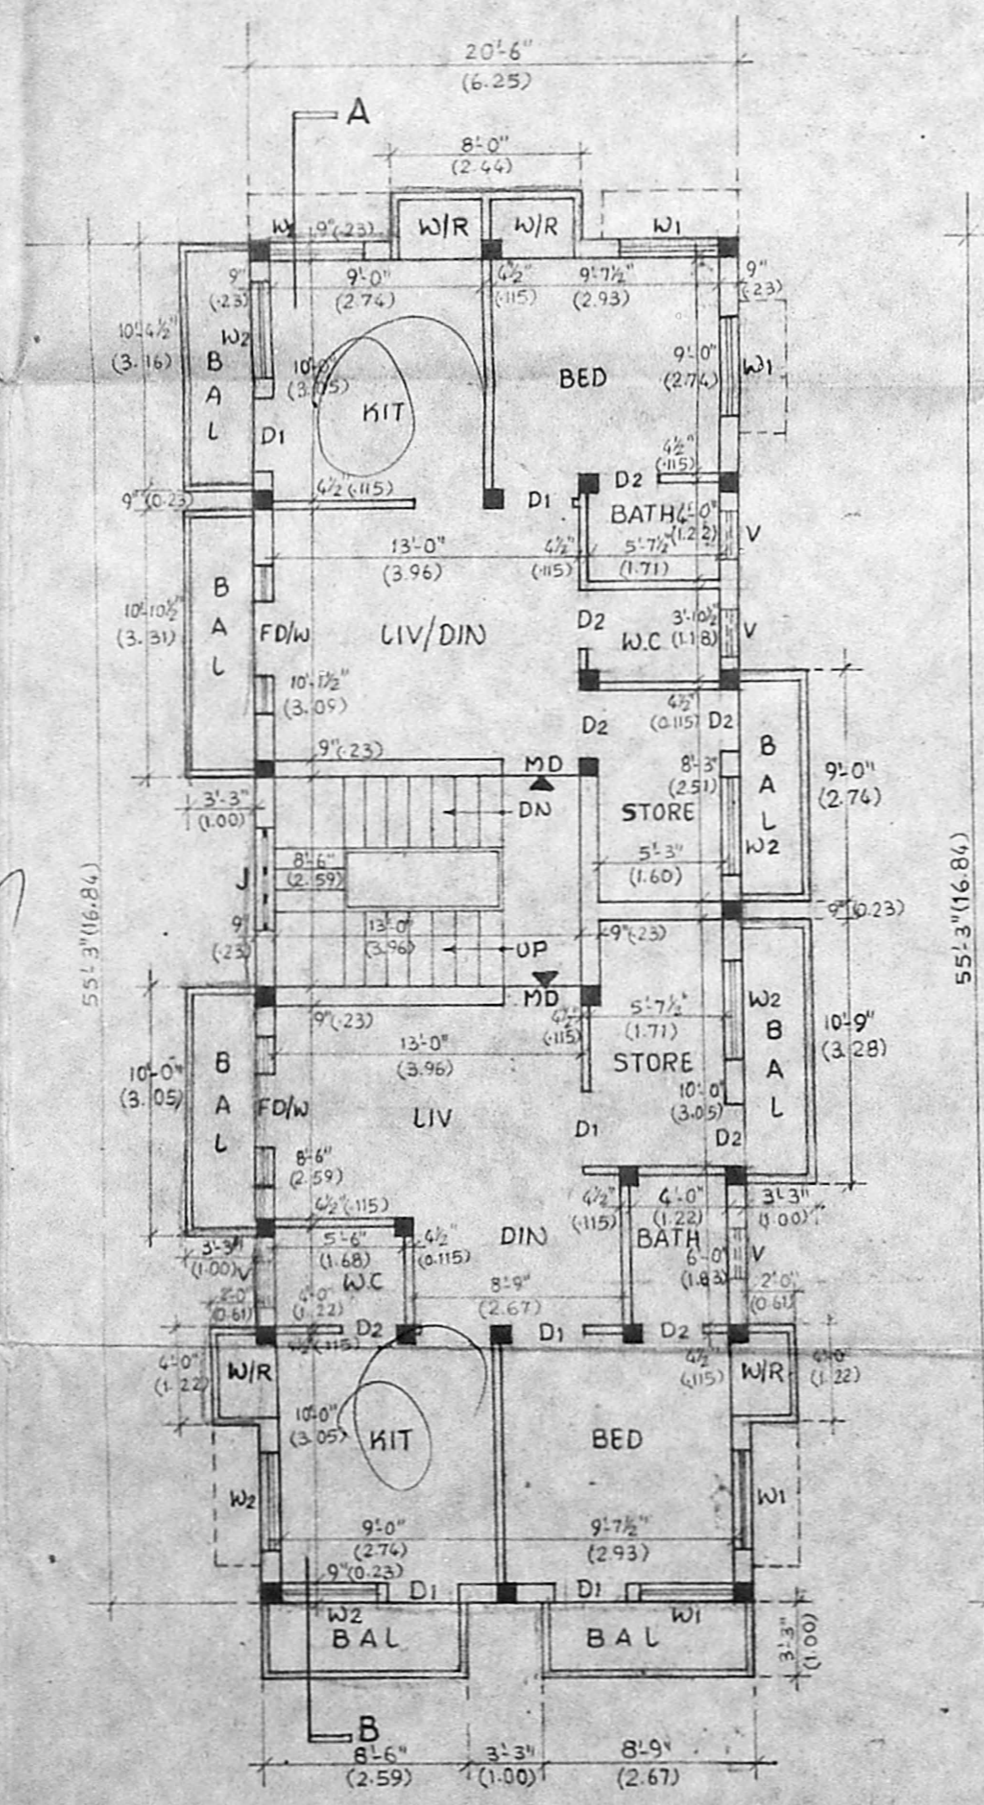 20'-6"
(6.25)
A
8'-0"
(2.44)
W/R
W/R
W1
9"(.23)
9"
(.23)
9'-0"
(2.74)
4½"
(.115)
9'-7½"
(2.93)
9"
(.23)
10'-4½"
(3.16)
W2
BAL
10'-0"
(3.05)
KIT
BED
9'-0"
(2.74)
W1
D1
4½"(.115)
4½"
(.115)
D2
9"(0.23)
D1
BATH
4'-0"
(1.22)
V
13'-0"
(3.96)
4½"
(.115)
5'-7½"
(1.71)
10'-10½"
(3.31)
BAL
FD/W
LIV/DIN
D2
W.C
3'-10½"
(1.18)
V
10'-1½"
(3.09)
4½"
(0.115)
D2
D2
9"(.23)
MD
8'-3"
(2.51)
BAL
9'-0"
(2.74)
3'-3"
(1.00)
DN
STORE
W2
J
8'-6"
(2.59)
5'-3"
(1.60)
9"(0.23)
9"
(.23)
13'-0"
(3.96)
UP
9"(.23)
55'-3"(16.84)
55'-3"(16.84)
MD
9"(.23)
4½"
(.115)
5'-7½"
(1.71)
W2
BAL
10'-9"
(3.28)
13'-0"
(3.96)
STORE
10'-0"
(3.05)
BAL
FD/W
LIV
10'-0"
(3.05)
D1
D2
8'-6"
(2.59)
4½"(.115)
4½"
(.115)
4'-0"
(1.22)
3'-3"
(1.00)
3'-3"
(1.00)
V
5'-6"
(1.68)
4½"
(0.115)
DIN
BATH
6'-0"
(1.83)
V
W.C
2'-0"
(0.61)
4'-0"
(1.22)
8'-9"
(2.67)
2'-0"
(0.61)
D2
D1
D2
4½"(.115)
4½"
(.115)
4'-0"
(1.22)
W/R
W/R
4'-0"
(1.22)
10'-0"
(3.05)
KIT
BED
W2
W1
9'-0"
(2.74)
9'-7½"
(2.93)
9"(0.23)
D1
D1
W2
W1
BAL
BAL
3'-3"
(1.00)
B
8'-6"
(2.59)
3'-3"
(1.00)
8'-9"
(2.67)